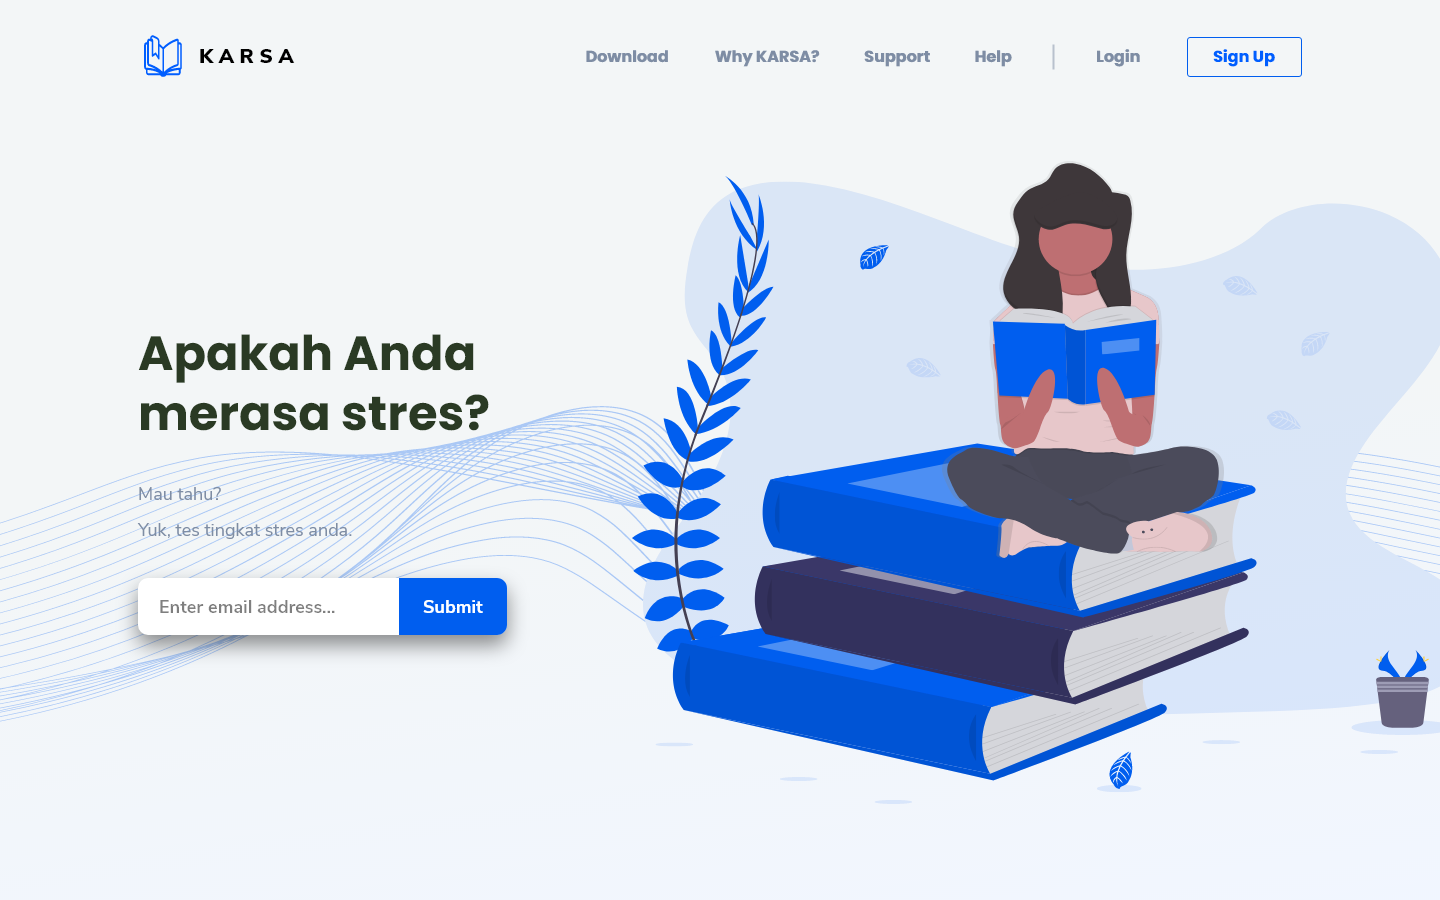 KARSA
Download Why KARSA? Support Help Login Sign Up
Apakah Anda
merasa stres?
Mau tahu?
Yuk, tes tingkat stres anda.
Enter email address... Submit